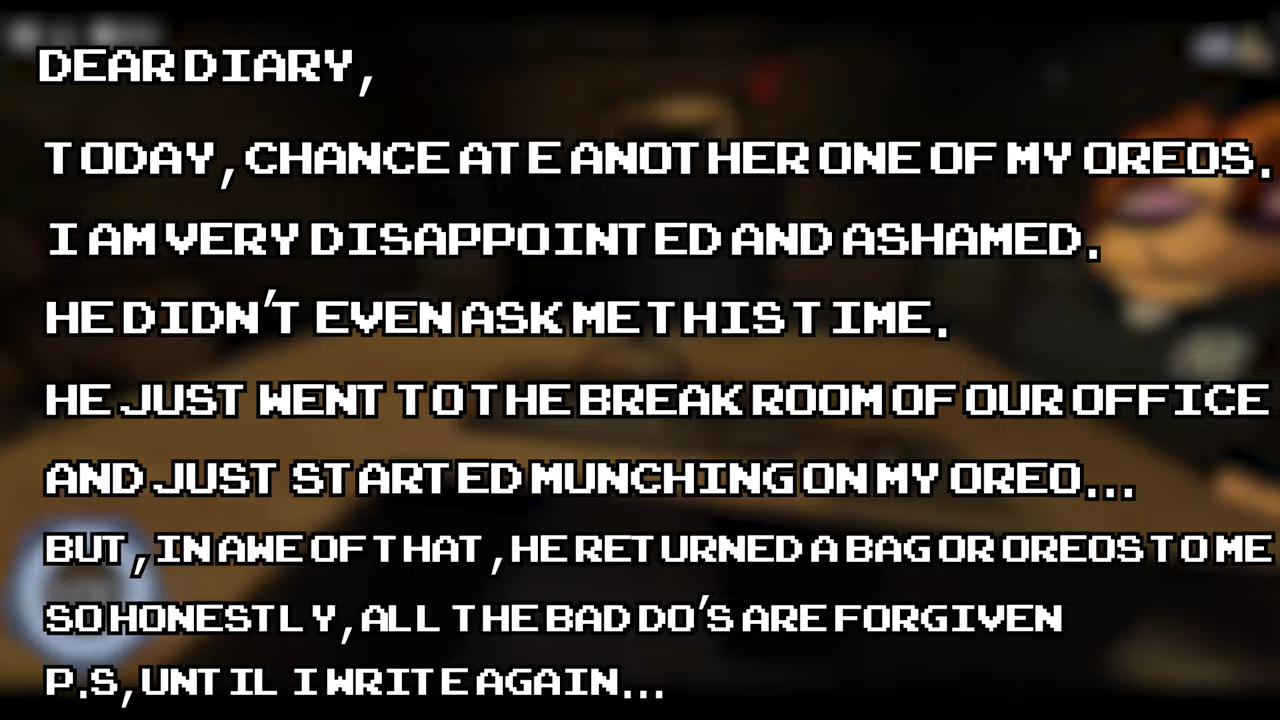 DEAR DIARY,
TODAY, CHANCE ATE ANOTHER ONE OF MY OREOS.
I AM VERY DISAPPOINTED AND ASHAMED.
HE DIDN'T EVEN ASK ME THIS TIME.
HE JUST WENT TO THE BREAK ROOM OF OUR OFFICE
AND JUST STARTED MUNCHING ON MY OREO...
BUT, IN AWE OF THAT, HE RETURNED A BAG OR OREOS TO ME
SO HONESTLY, ALL THE BAD DO'S ARE FORGIVEN
P.S, UNTIL I WRITE AGAIN...